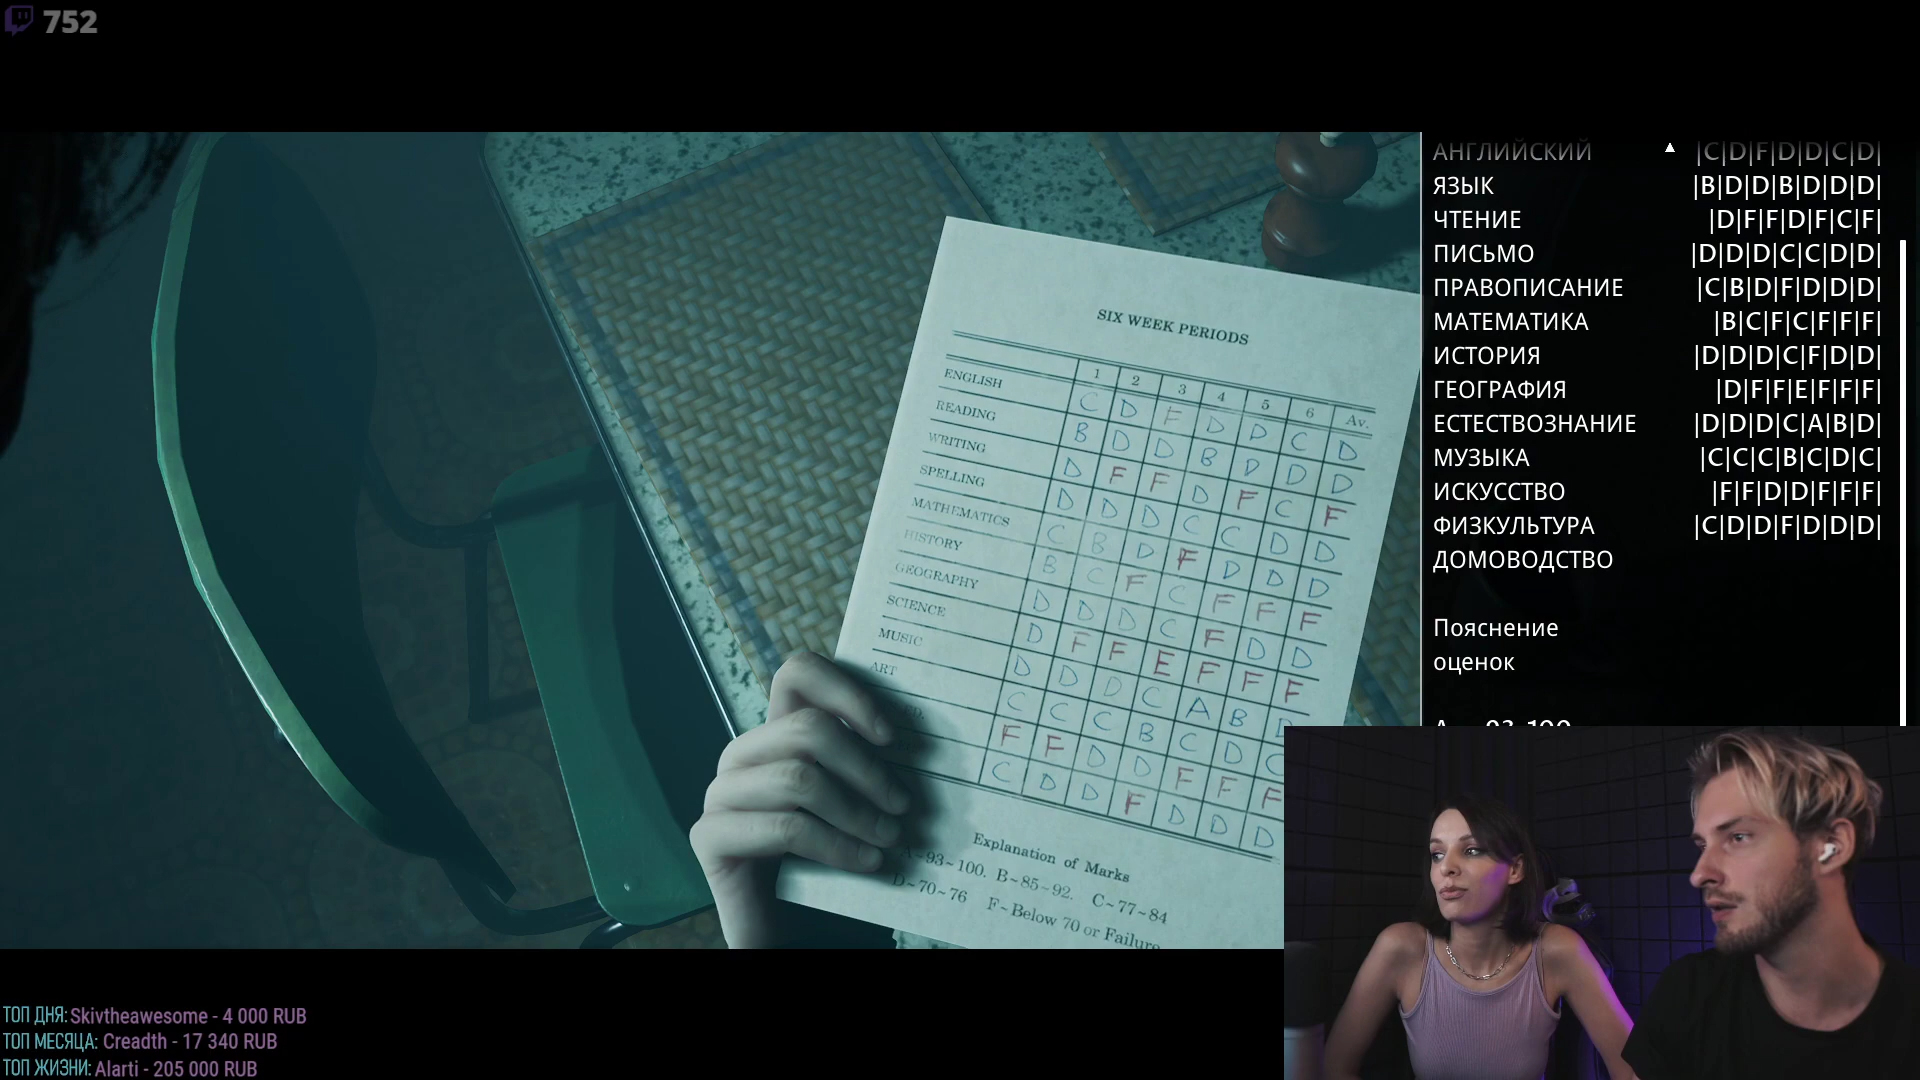 752
SIX WEEK PERIODS
1 2 3 4 5 6 Av.
ENGLISH C D F D D C D
READING B D D B D D D
WRITING D F F D F C F
SPELLING D D D C C D D
MATHEMATICS C B D F D D D
HISTORY B C F C F F F
GEOGRAPHY D D D C F D D
SCIENCE D F F E F F F
MUSIC D D D C A B D
ART C C C B C D C
F F D D F F F
C D D F D D D
Explanation of Marks
A~93~100. B~85~92. C~77~84
D~70~76 F~Below 70 or Failure
АНГЛИЙСКИЙ |C|D|F|D|D|C|D|
ЯЗЫК |B|D|D|B|D|D|D|
ЧТЕНИЕ |D|F|F|D|F|C|F|
ПИСЬМО |D|D|D|C|C|D|D|
ПРАВОПИСАНИЕ |C|B|D|F|D|D|D|
МАТЕМАТИКА |B|C|F|C|F|F|F|
ИСТОРИЯ |D|D|D|C|F|D|D|
ГЕОГРАФИЯ |D|F|F|E|F|F|F|
ЕСТЕСТВОЗНАНИЕ |D|D|D|C|A|B|D|
МУЗЫКА |C|C|C|B|C|D|C|
ИСКУССТВО |F|F|D|D|F|F|F|
ФИЗКУЛЬТУРА |C|D|D|F|D|D|D|
ДОМОВОДСТВО
Пояснение
оценок
ТОП ДНЯ: Skivtheawesome - 4 000 RUB
ТОП МЕСЯЦА: Creadth - 17 340 RUB
ТОП ЖИЗНИ: Alarti - 205 000 RUB